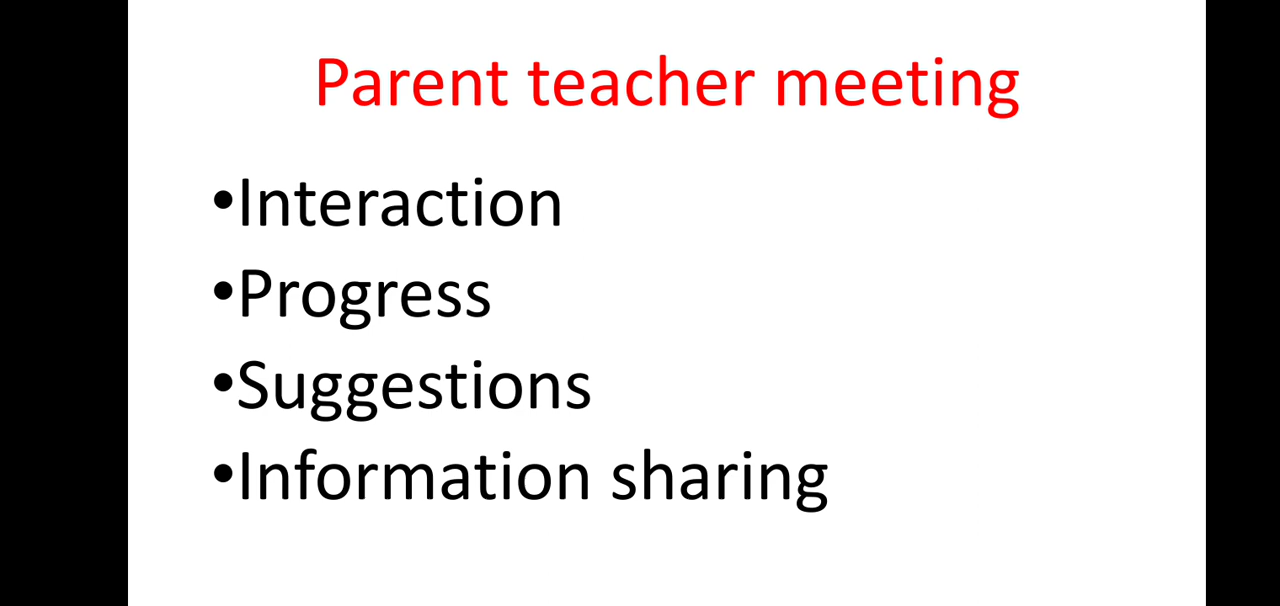 Parent teacher meeting
•Interaction
•Progress
•Suggestions
•Information sharing